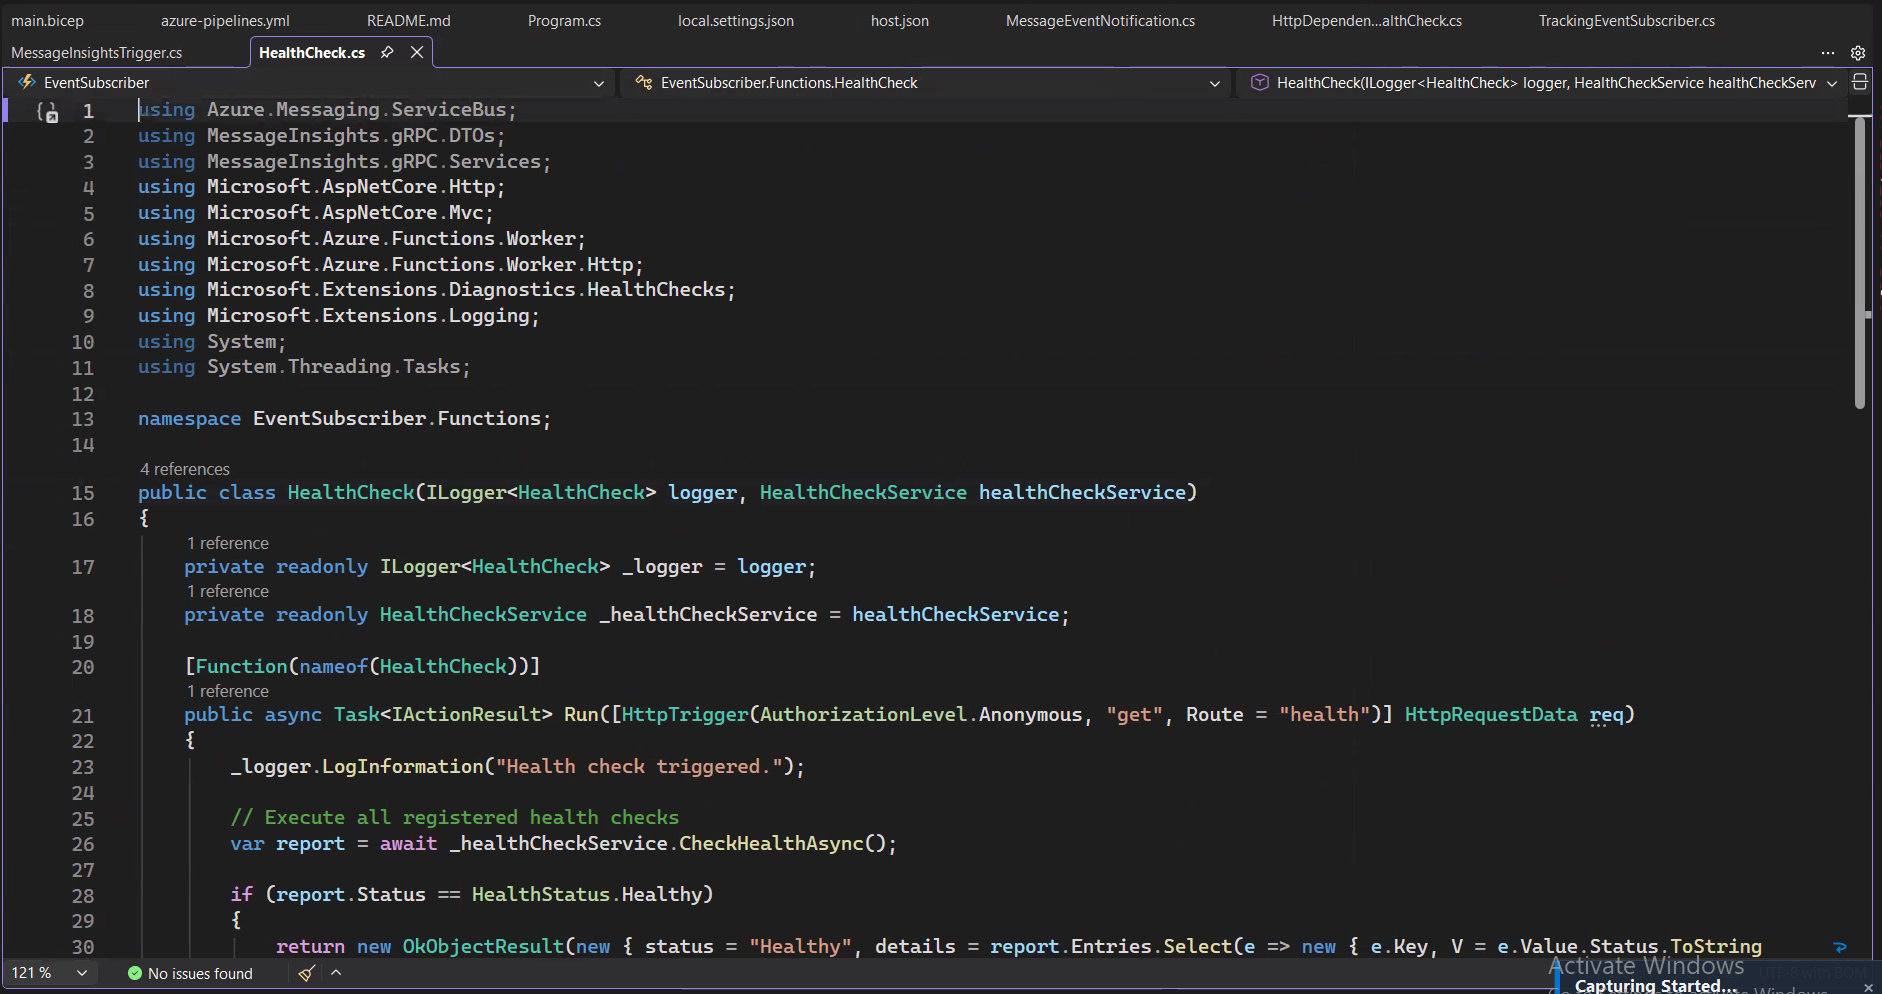 main.bicep azure-pipelines.yml README.md Program.cs local.settings.json host.json MessageEventNotification.cs HttpDependen...althCheck.cs TrackingEventSubscriber.cs
MessageInsightsTrigger.cs HealthCheck.cs
EventSubscriber EventSubscriber.Functions.HealthCheck HealthCheck(ILogger<HealthCheck> logger, HealthCheckService healthCheckServ
1 using Azure.Messaging.ServiceBus;
2 using MessageInsights.gRPC.DTOs;
3 using MessageInsights.gRPC.Services;
4 using Microsoft.AspNetCore.Http;
5 using Microsoft.AspNetCore.Mvc;
6 using Microsoft.Azure.Functions.Worker;
7 using Microsoft.Azure.Functions.Worker.Http;
8 using Microsoft.Extensions.Diagnostics.HealthChecks;
9 using Microsoft.Extensions.Logging;
10 using System;
11 using System.Threading.Tasks;
12
13 namespace EventSubscriber.Functions;
14
4 references
15 public class HealthCheck(ILogger<HealthCheck> logger, HealthCheckService healthCheckService)
16 {
1 reference
17 private readonly ILogger<HealthCheck> _logger = logger;
1 reference
18 private readonly HealthCheckService _healthCheckService = healthCheckService;
19
20 [Function(nameof(HealthCheck))]
1 reference
21 public async Task<IActionResult> Run([HttpTrigger(AuthorizationLevel.Anonymous, "get", Route = "health")] HttpRequestData req)
22 {
23 _logger.LogInformation("Health check triggered.");
24
25 // Execute all registered health checks
26 var report = await _healthCheckService.CheckHealthAsync();
27
28 if (report.Status == HealthStatus.Healthy)
29 {
30 return new OkObjectResult(new { status = "Healthy", details = report.Entries.Select(e => new { e.Key, V = e.Value.Status.ToString
121 % No issues found
Activate Windows
UTF-8 with BOM
Capturing Started...